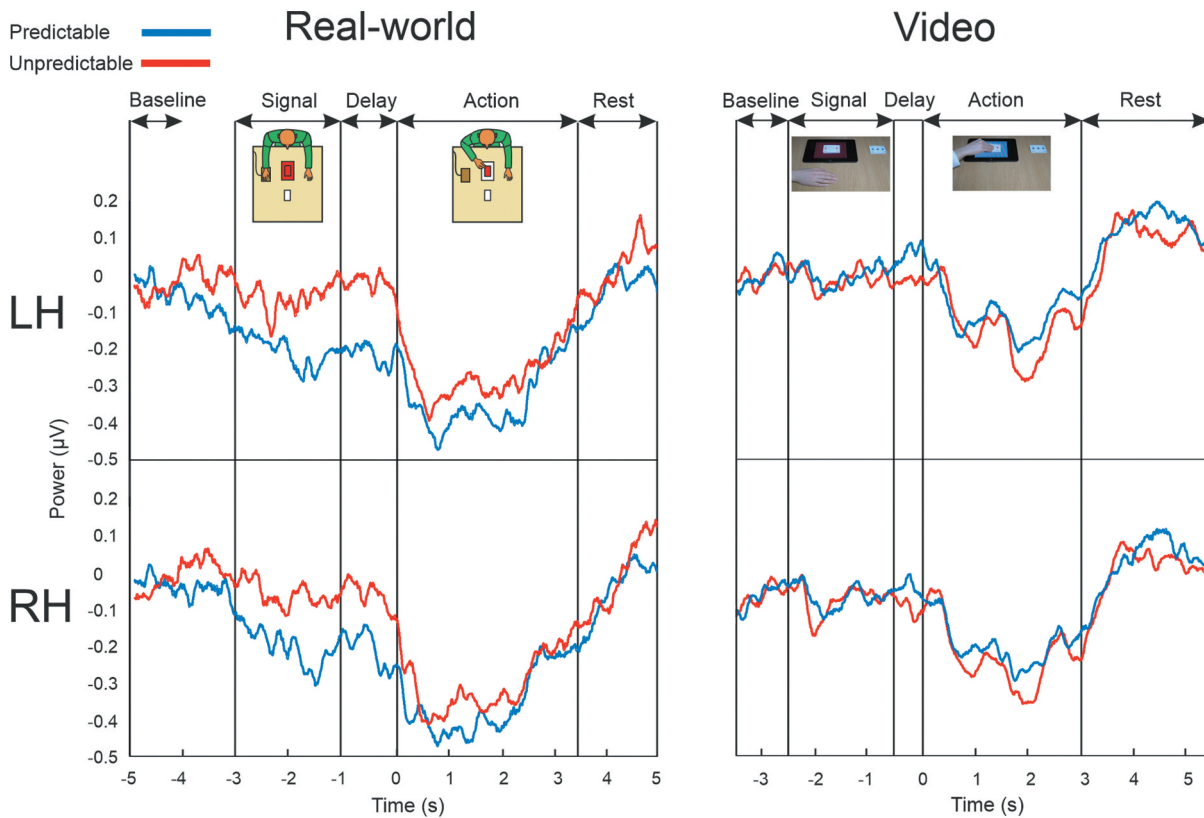 Real-world
Video
Predictable
Unpredictable
Baseline Signal Delay Action Rest
Baseline Signal Delay Action Rest
LH
0.2
0.1
0
-0.1
-0.2
0.3
-0.4
-0.5
Power (µV)
RH
0.2
0.1
0
-0.1
-0.2
-0.3
-0.4
-0.5
-5 -4 -3 -2 -1 0 1 2 3 4 5
Time (s)
-3 -2 -1 0 1 2 3 4 5
Time (s)